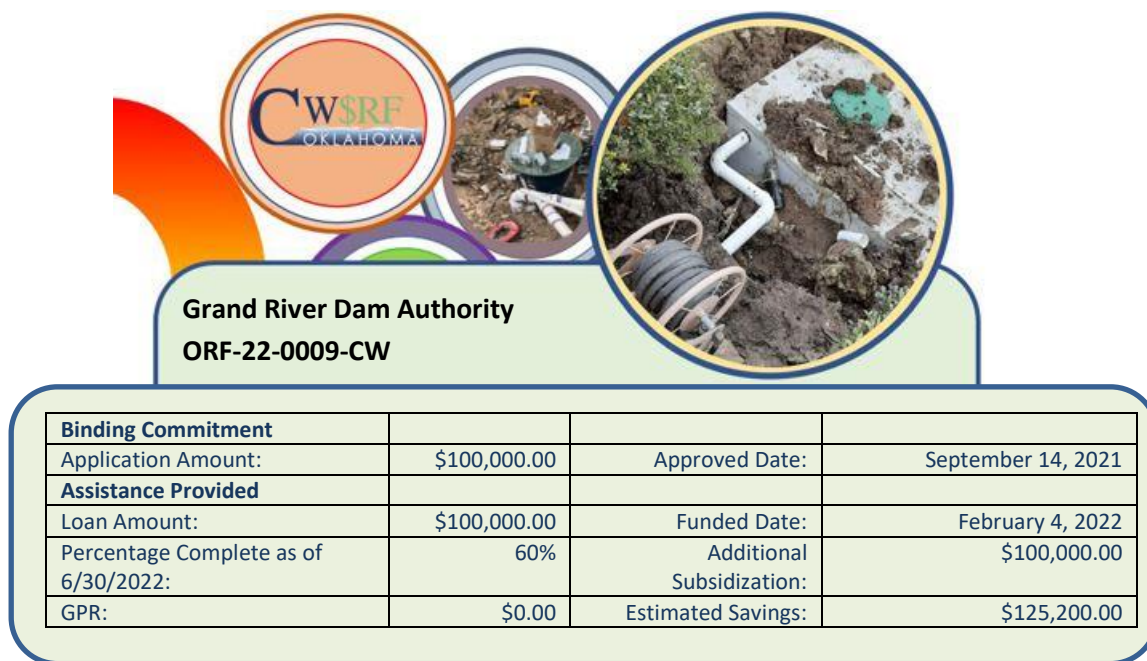 CW$RF
OKLAHOMA
Grand River Dam Authority
ORF-22-0009-CW
Binding Commitment
Application Amount: $100,000.00 Approved Date: September 14, 2021
Assistance Provided
Loan Amount: $100,000.00 Funded Date: February 4, 2022
Percentage Complete as of 60% Additional $100,000.00
6/30/2022: Subsidization:
GPR: $0.00 Estimated Savings: $125,200.00